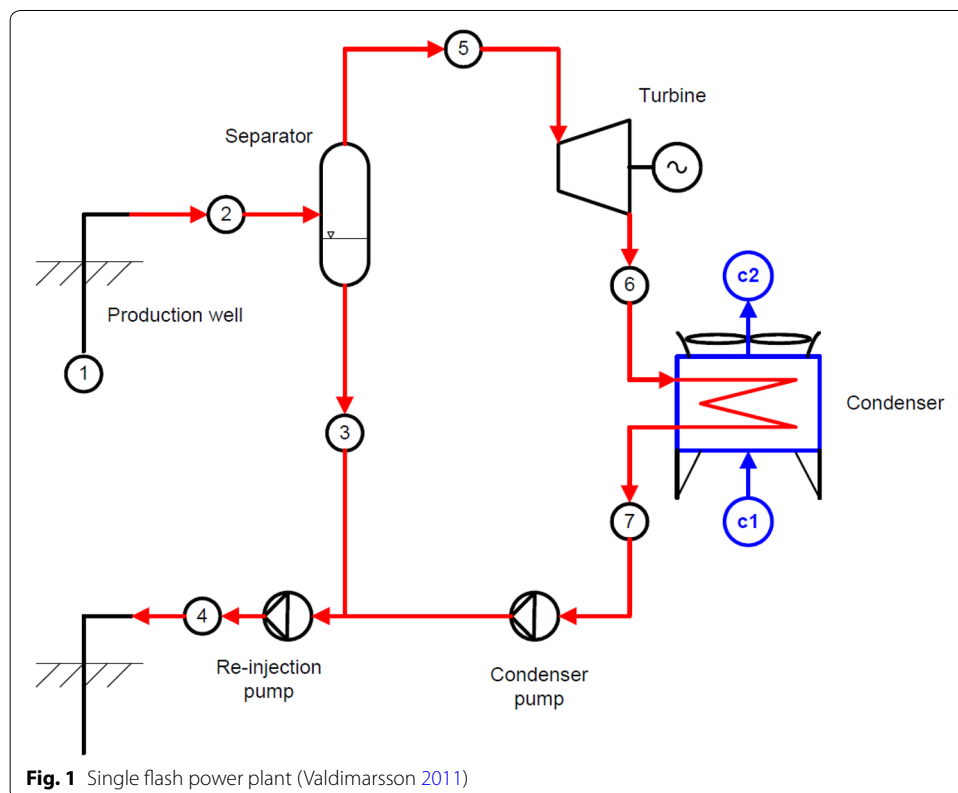 5
Turbine
Separator
~
2
c2
6
Production well
1
Condenser
3
7
c1
4
Re-injection
pump
Condenser
pump
Fig. 1 Single flash power plant (Valdimarsson 2011)